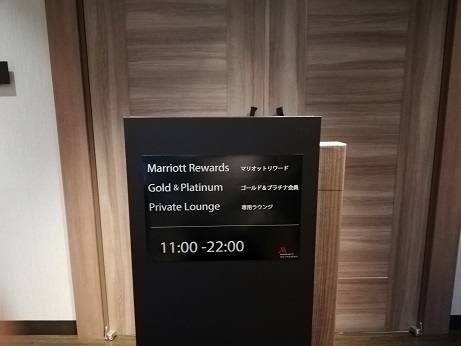 Marriott Rewards マリオットリワード
Gold & Platinum ゴールド&プラチナ会員
Private Lounge 専用ラウンジ
11:00 -22:00